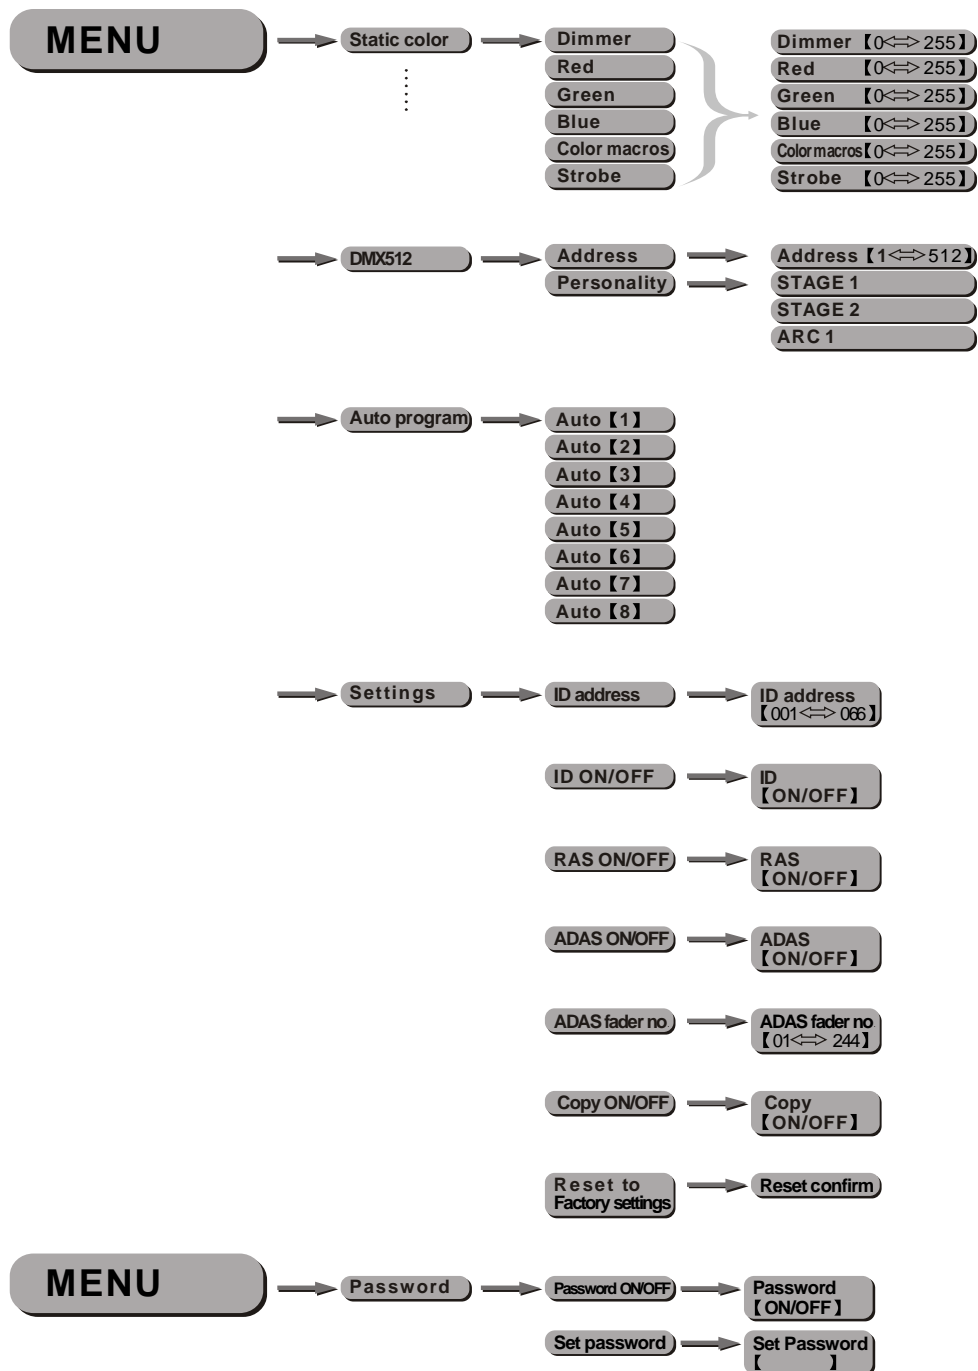 MENU
Static color
Dimmer
Red
Green
Blue
Color macros
Strobe
Dimmer 【0⇔255】
Red 【0⇔255】
Green 【0⇔255】
Blue 【0⇔255】
Color macros【0⇔255】
Strobe 【0⇔255】
DMX512
Address
Personality
Address 【1⇔512】
STAGE 1
STAGE 2
ARC 1
Auto program
Auto 【1】
Auto 【2】
Auto 【3】
Auto 【4】
Auto 【5】
Auto 【6】
Auto 【7】
Auto 【8】
Settings
ID address
ID address
【001⇔066】
ID ON/OFF
ID
【ON/OFF】
RAS ON/OFF
RAS
【ON/OFF】
ADAS ON/OFF
ADAS
【ON/OFF】
ADAS fader no.
ADAS fader no.
【01⇔244】
Copy ON/OFF
Copy
【ON/OFF】
Reset to
Factory settings
Reset confirm
MENU
Password
Password ON/OFF
Password
【ON/OFF】
Set password
Set Password
【 】